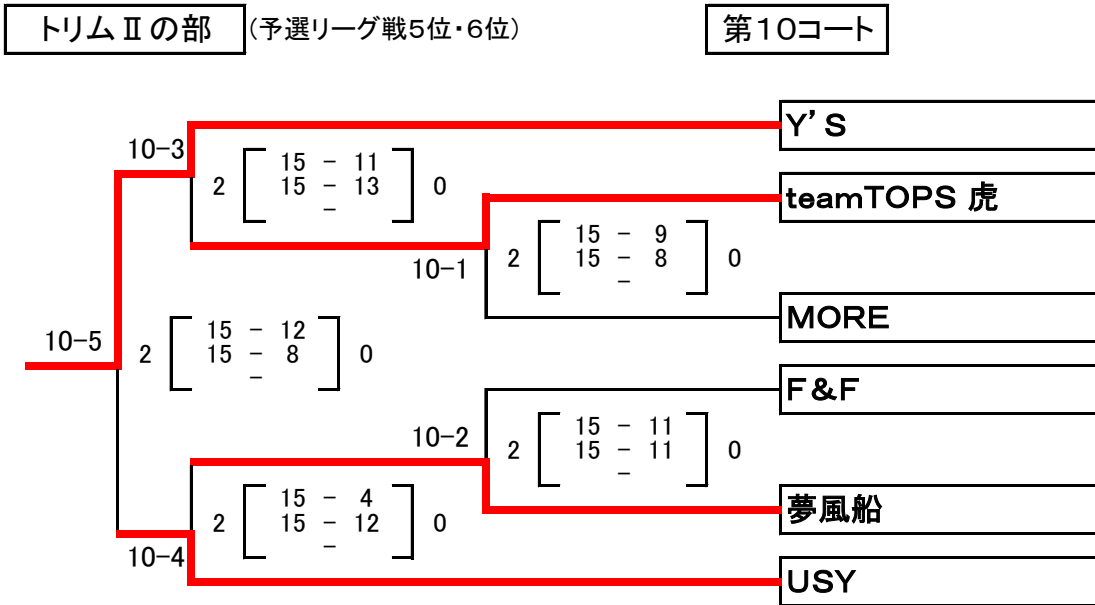 トリムⅡの部 (予選リーグ戦5位・6位) 第10コート
Y'S
10-3
15 - 11
2 15 - 13 0
-
teamTOPS 虎
15 - 9
10-1 2 15 - 8 0
-
MORE
15 - 12
10-5 2 15 - 8 0
-
F&F
15 - 11
10-2 2 15 - 11 0
-
15 - 4
2 15 - 12 0
-
夢風船
10-4
USY